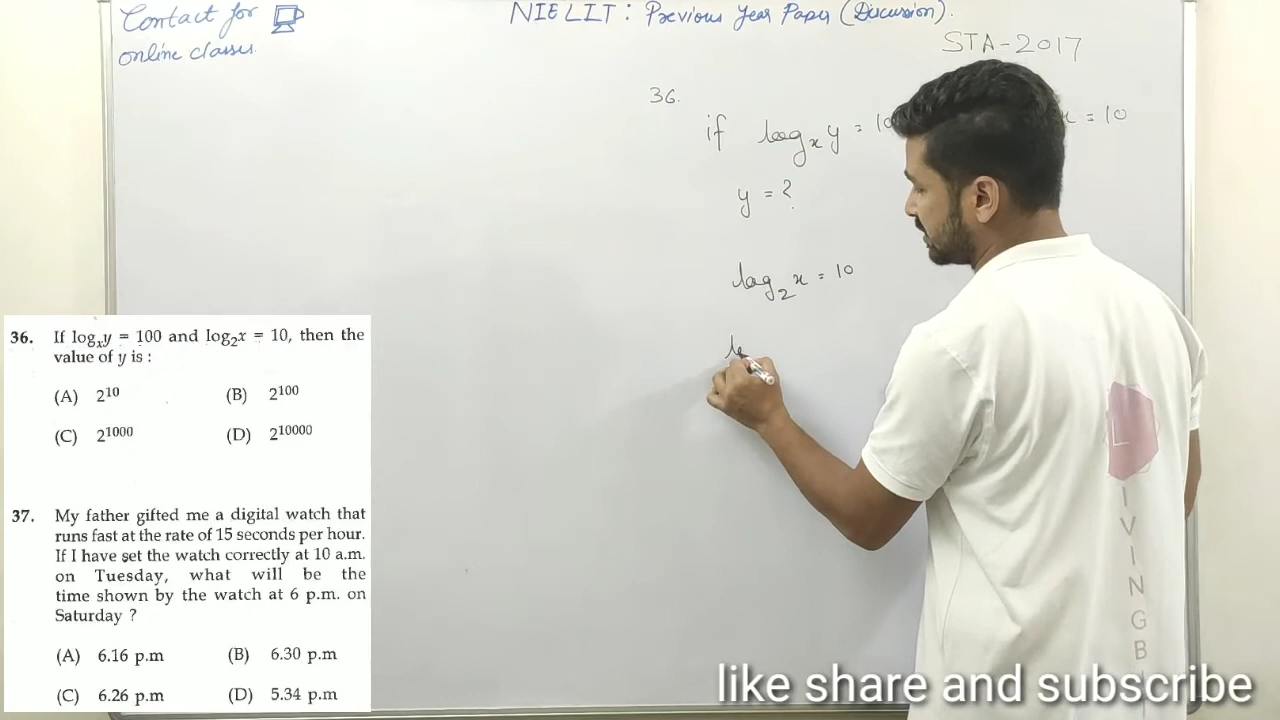 Contact for
online classes.
NIELIT : Previous Year Paper (Discussion).
STA-2017
36.
if log_x y = 10
x = 10
y = ?
log_2 x = 10
36. If log_x y = 100 and log_2 x = 10, then the
value of y is :
(A) 2^10 (B) 2^100
(C) 2^1000 (D) 2^10000
37. My father gifted me a digital watch that
runs fast at the rate of 15 seconds per hour.
If I have set the watch correctly at 10 a.m.
on Tuesday, what will be the
time shown by the watch at 6 p.m. on
Saturday ?
(A) 6.16 p.m (B) 6.30 p.m
(C) 6.26 p.m (D) 5.34 p.m
L
IVINGB
like share and subscribe